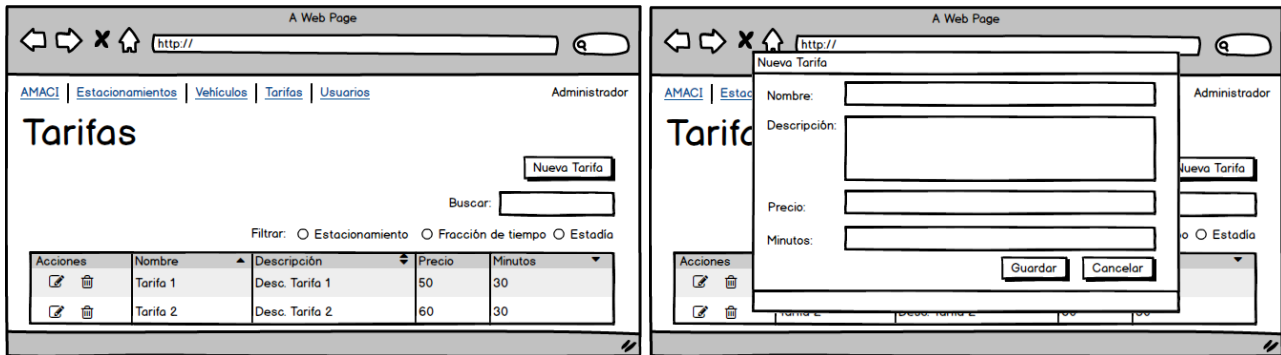 A Web Page
http://
AMACI Estacionamientos Vehículos Tarifas Usuarios Administrador
Tarifas
Nueva Tarifa
Buscar:
Filtrar: Estacionamiento Fracción de tiempo Estadía
Acciones Nombre Descripción Precio Minutos
Tarifa 1 Desc. Tarifa 1 50 30
Tarifa 2 Desc. Tarifa 2 60 30
A Web Page
http://
Nueva Tarifa
AMACI Administrador
Nombre:
Descripción:
Nueva Tarifa
Precio:
Minutos:
Estadía
Guardar Cancelar
Acciones